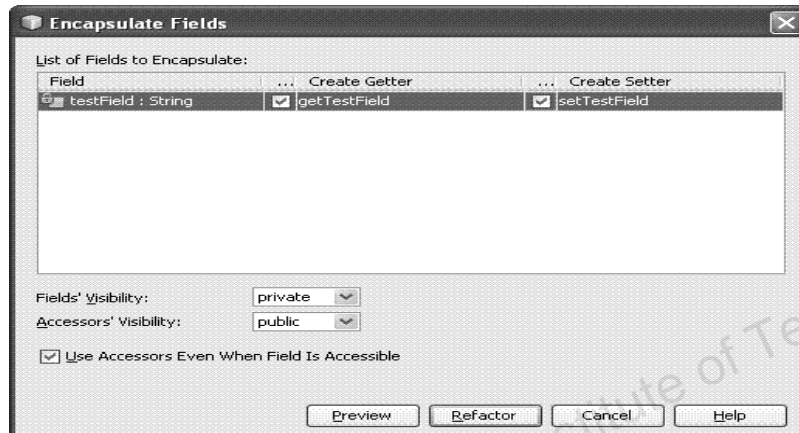 Encapsulate Fields
List of Fields to Encapsulate:
Field ... Create Getter ... Create Setter
testField : String getTestField setTestField
Fields' Visibility: private
Accessors' Visibility: public
Use Accessors Even When Field Is Accessible
Preview Refactor Cancel Help
of